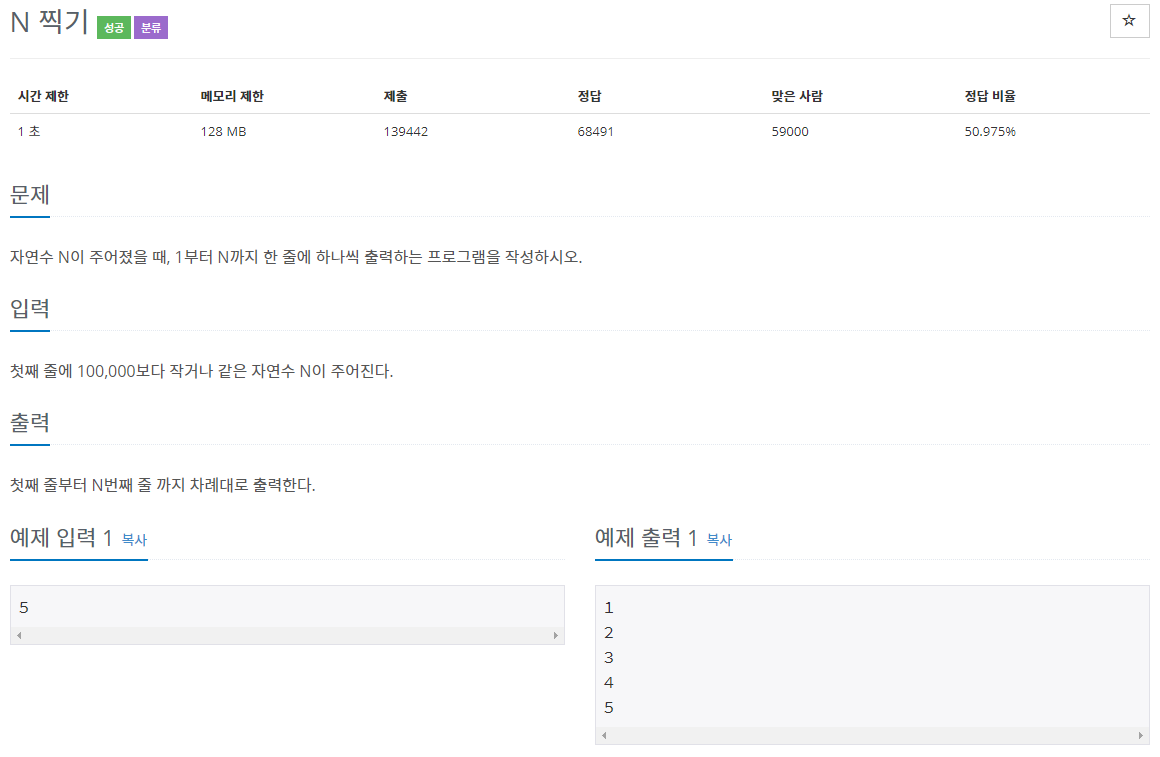 N 찍기 성공 분류
☆
시간 제한 메모리 제한 제출 정답 맞은 사람 정답 비율
1 초 128 MB 139442 68491 59000 50.975%
문제
자연수 N이 주어졌을 때, 1부터 N까지 한 줄에 하나씩 출력하는 프로그램을 작성하시오.
입력
첫째 줄에 100,000보다 작거나 같은 자연수 N이 주어진다.
출력
첫째 줄부터 N번째 줄 까지 차례대로 출력한다.
예제 입력 1 복사
5
예제 출력 1 복사
1
2
3
4
5